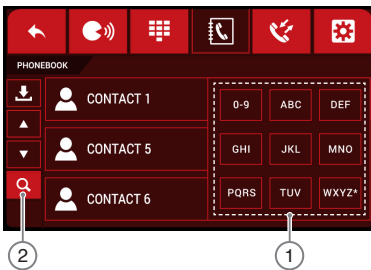 PHONEBOOK
CONTACT 1
0-9 ABC DEF
CONTACT 5
GHI JKL MNO
CONTACT 6
PQRS TUV WXYZ*
2 1